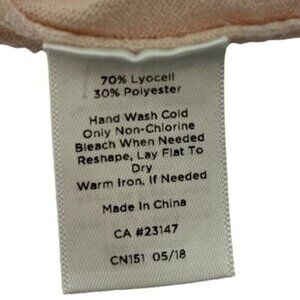 70% Lyocell
30% Polyester
Hand Wash Cold
Only Non-Chlorine
Bleach When Needed
Reshape, Lay Flat To
Dry
Warm Iron, If Needed
Made In China
CA #23147
CN151 05/18